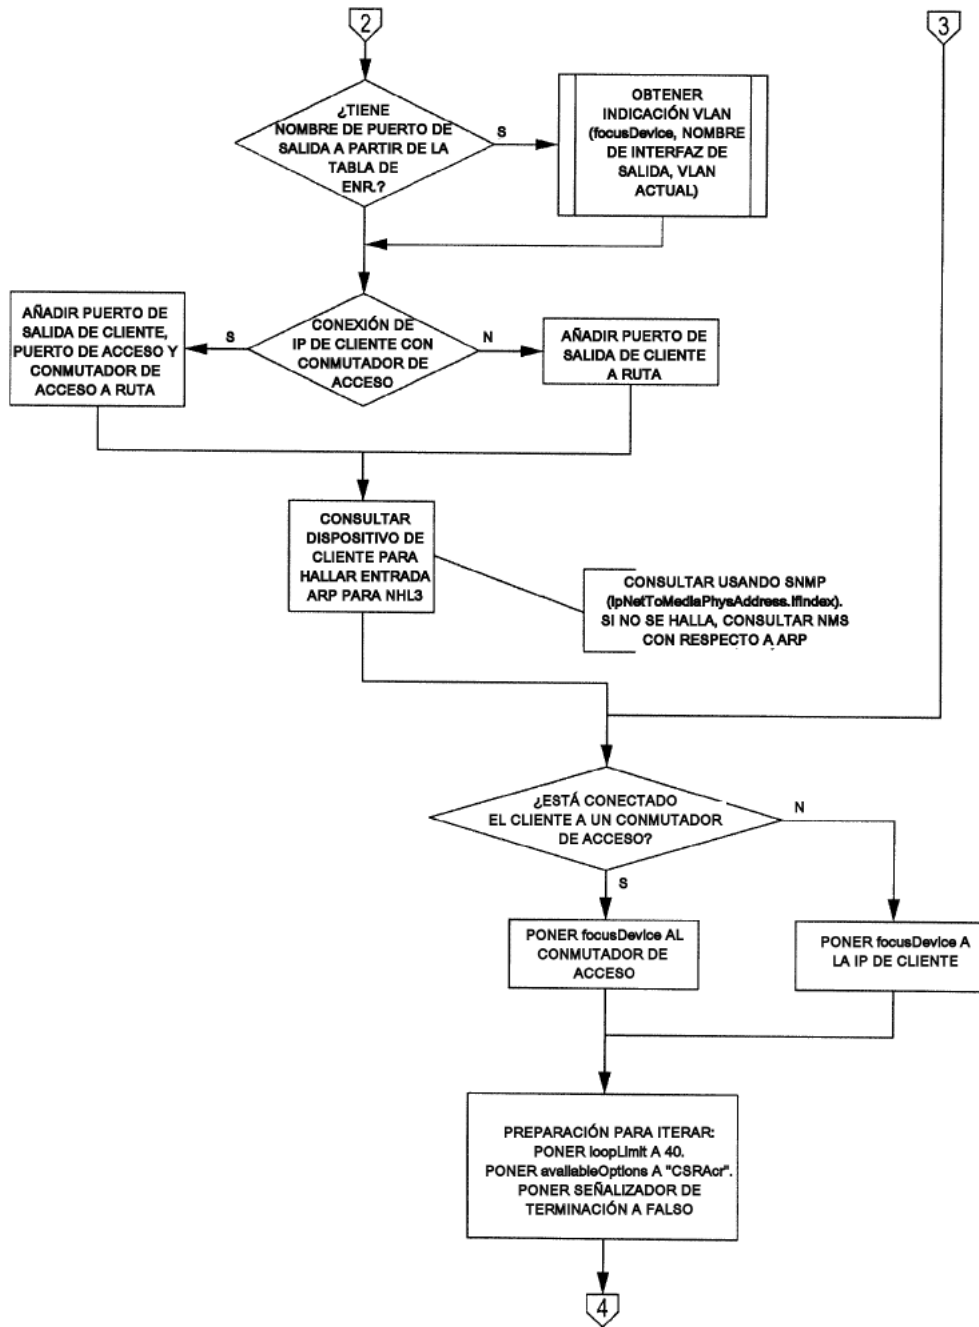 2
3
¿TIENE
NOMBRE DE PUERTO DE
SALIDA A PARTIR DE LA
TABLA DE
ENR.?
S
OBTENER
INDICACIÓN VLAN
(focusDevice, NOMBRE
DE INTERFAZ DE
SALIDA, VLAN
ACTUAL)
AÑADIR PUERTO DE
SALIDA DE CLIENTE,
PUERTO DE ACCESO Y
CONMUTADOR DE
ACCESO A RUTA
S
CONEXIÓN DE
IP DE CLIENTE CON
CONMUTADOR DE
ACCESO
N
AÑADIR PUERTO DE
SALIDA DE CLIENTE
A RUTA
CONSULTAR
DISPOSITIVO DE
CLIENTE PARA
HALLAR ENTRADA
ARP PARA NHL3
CONSULTAR USANDO SNMP
(IpNetToMediaPhysAddress.IfIndex).
SI NO SE HALLA, CONSULTAR NMS
CON RESPECTO A ARP
¿ESTÁ CONECTADO
EL CLIENTE A UN CONMUTADOR
DE ACCESO?
N
S
PONER focusDevice AL
CONMUTADOR DE
ACCESO
PONER focusDevice A
LA IP DE CLIENTE
PREPARACIÓN PARA ITERAR:
PONER loopLimit A 40.
PONER availableOptions A "CSRAcr".
PONER SEÑALIZADOR DE
TERMINACIÓN A FALSO
4